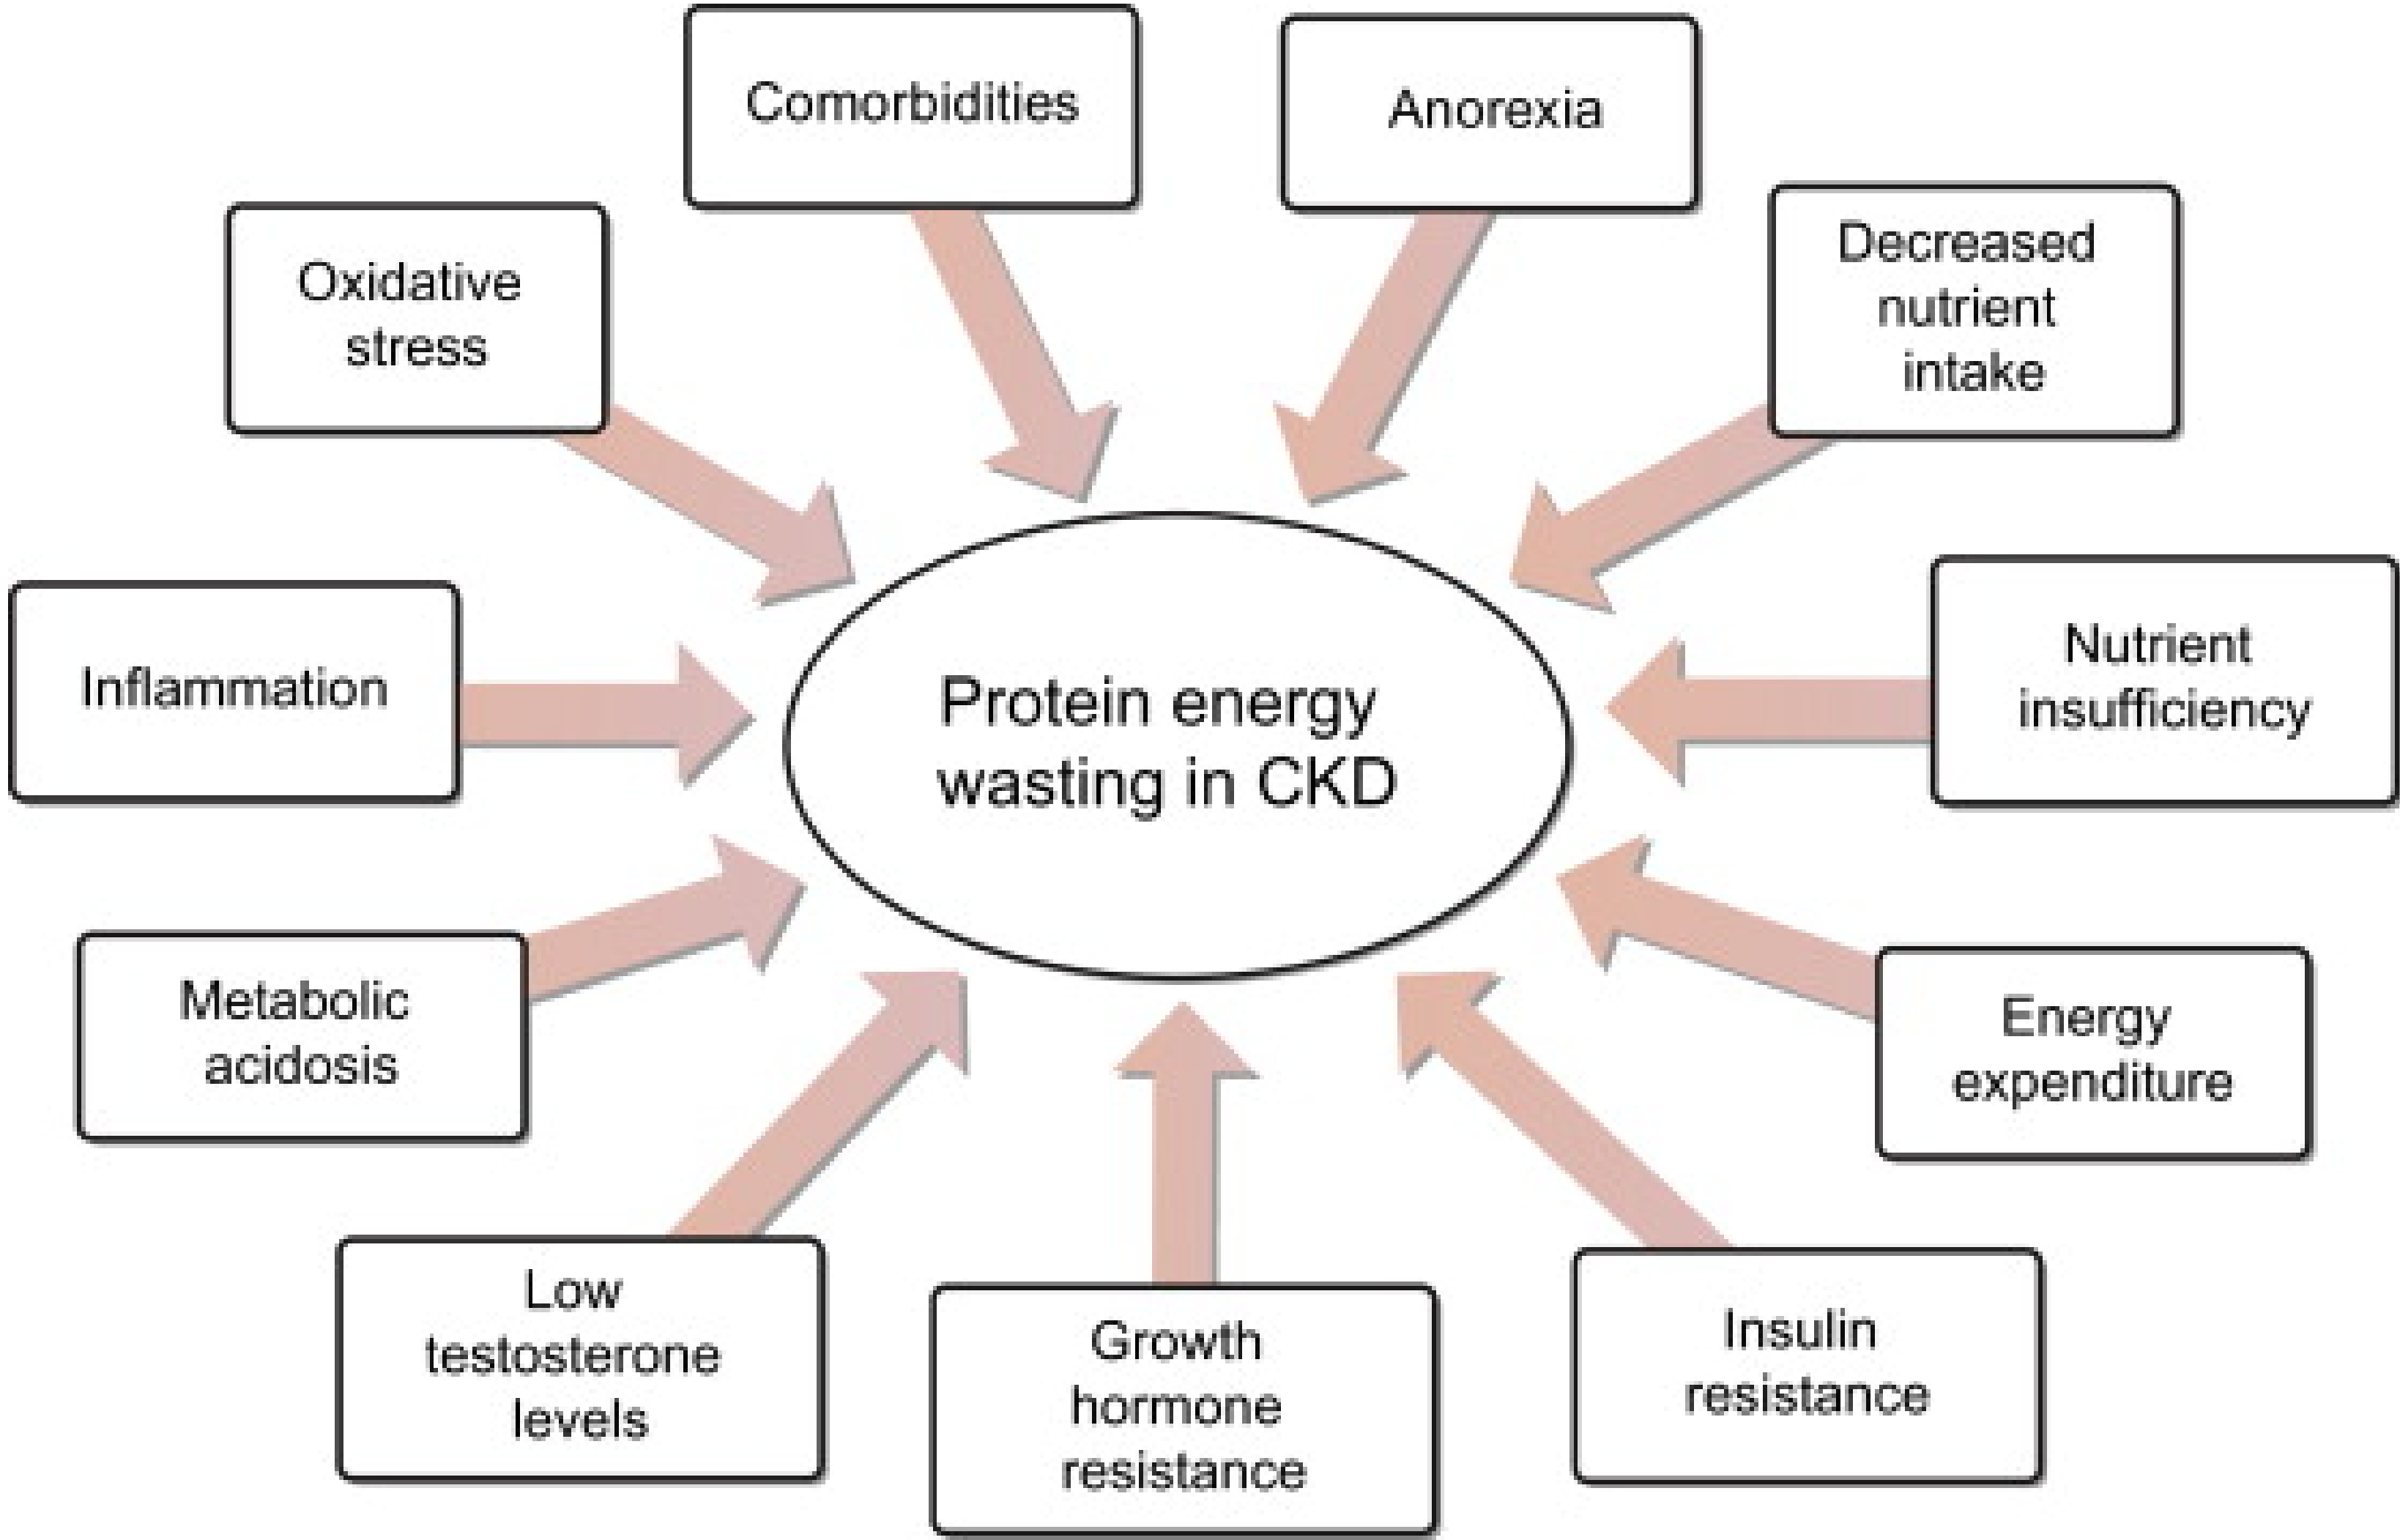 Comorbidities
Anorexia
Decreased
nutrient
intake
Oxidative
stress
Nutrient
insufficiency
Inflammation
Protein energy
wasting in CKD
Metabolic
acidosis
Energy
expenditure
Low
testosterone
levels
Growth
hormone
resistance
Insulin
resistance